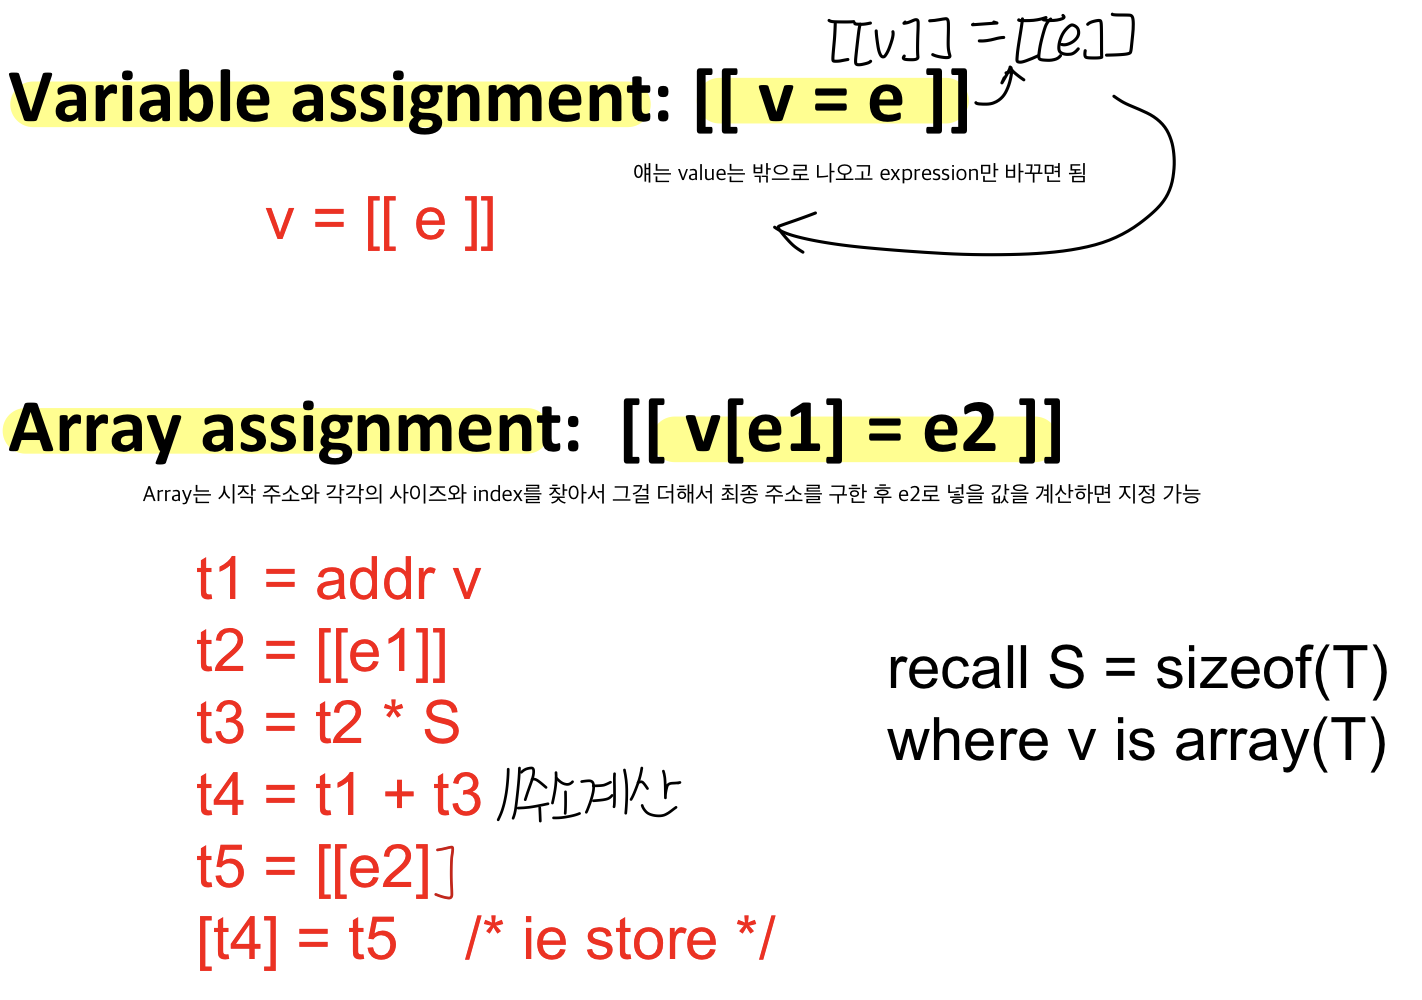 [[v]] = [[e]]
Variable assignment: [[ v = e ]]
얘는 value는 밖으로 나오고 expression만 바꾸면 됨
v = [[ e ]]
Array assignment: [[ v[e1] = e2 ]]
Array는 시작 주소와 각각의 사이즈와 index를 찾아서 그걸 더해서 최종 주소를 구한 후 e2로 넣을 값을 계산하면 지정 가능
t1 = addr v
t2 = [[e1]]
t3 = t2 * S
t4 = t1 + t3 //주소계산
t5 = [[e2]]
[t4] = t5 /* ie store */
recall S = sizeof(T)
where v is array(T)